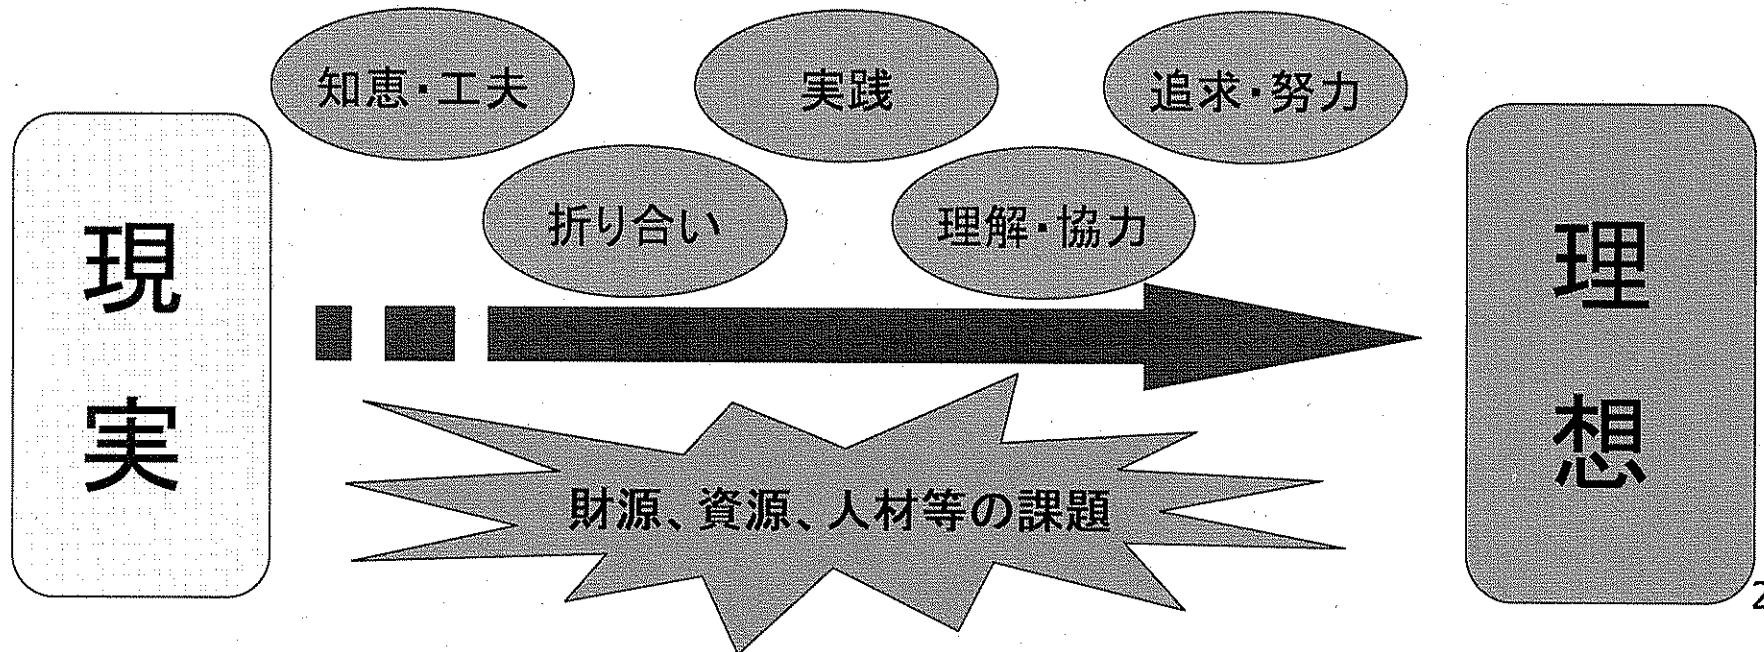 知恵・工夫
実践
追求・努力
折り合い
理解・協力
現実
理想
財源、資源、人材等の課題
2